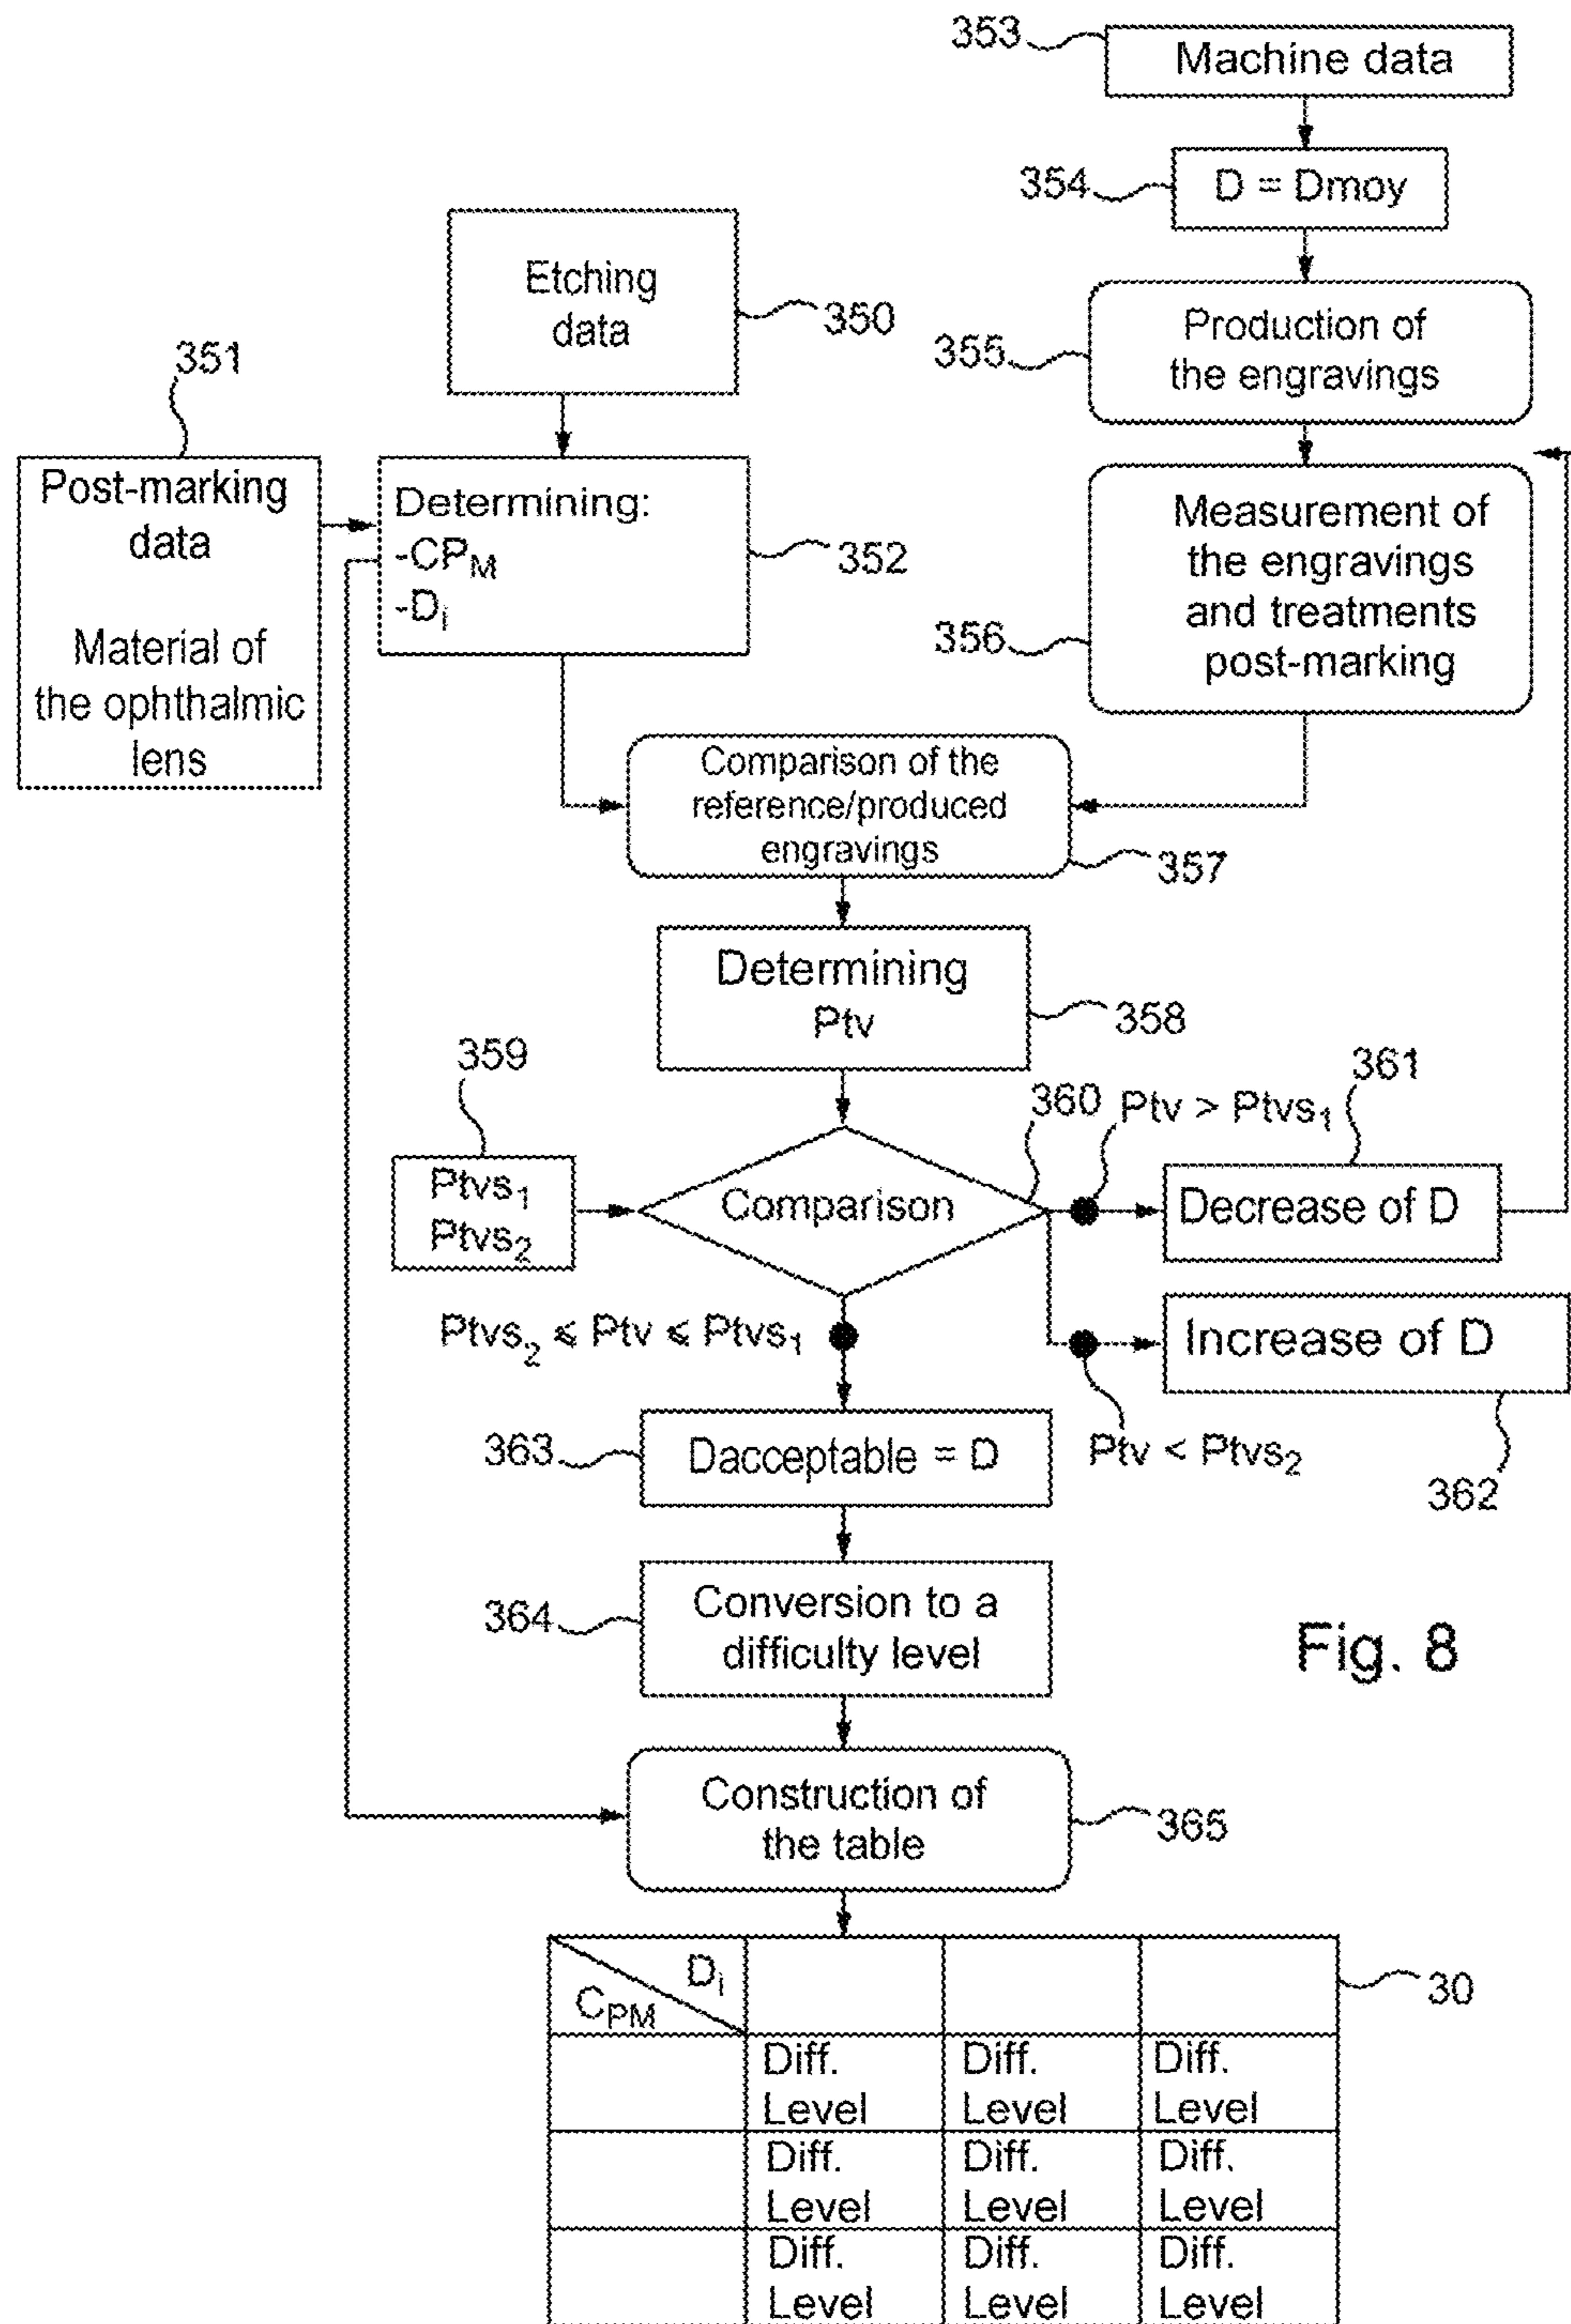 353
Machine data
354
D = Dmoy
Etching
data
350
355
Production of
the engravings
351
Post-marking
data
Material of
the ophthalmic
lens
Determining:
-CPM
-Di
352
356
Measurement of
the engravings
and treatments
post-marking
Comparison of the
reference/produced
engravings
357
Determining
Ptv
358
359
Ptvs1
Ptvs2
Comparison
360
Ptv > Ptvs1
361
Decrease of D
Increase of D
Ptv < Ptvs2
362
Ptvs2 ⩽ Ptv ⩽ Ptvs1
363
Dacceptable = D
364
Conversion to a
difficulty level
Fig. 8
Construction of
the table
365
Di
CPM
30
Diff. Diff. Diff.
Level Level Level
Diff. Diff. Diff.
Level Level Level
Diff. Diff. Diff.
Level Level Level